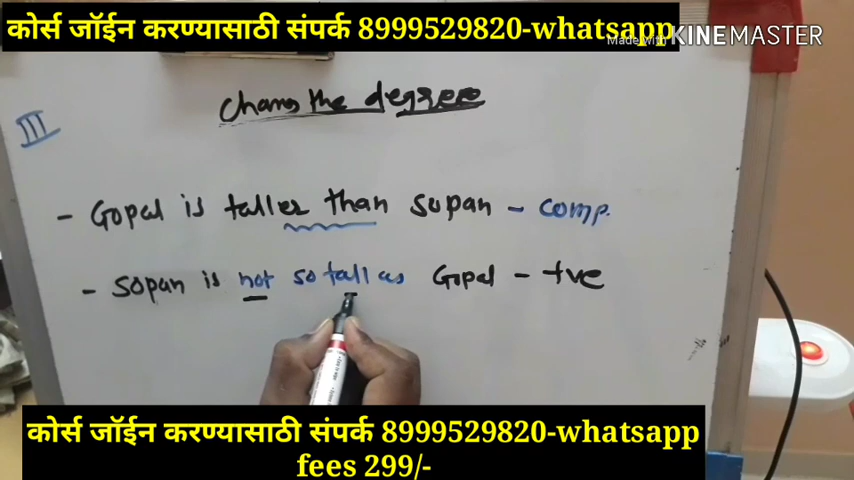 कोर्स जॉईन करण्यासाठी संपर्क 8999529820-whatsapp
Made with KINEMASTER
Chang the degree
III
- Gopal is taller than Sopan - comp.
- Sopan is not so tall as Gopal - +ve
कोर्स जॉईन करण्यासाठी संपर्क 8999529820-whatsapp
fees 299/-